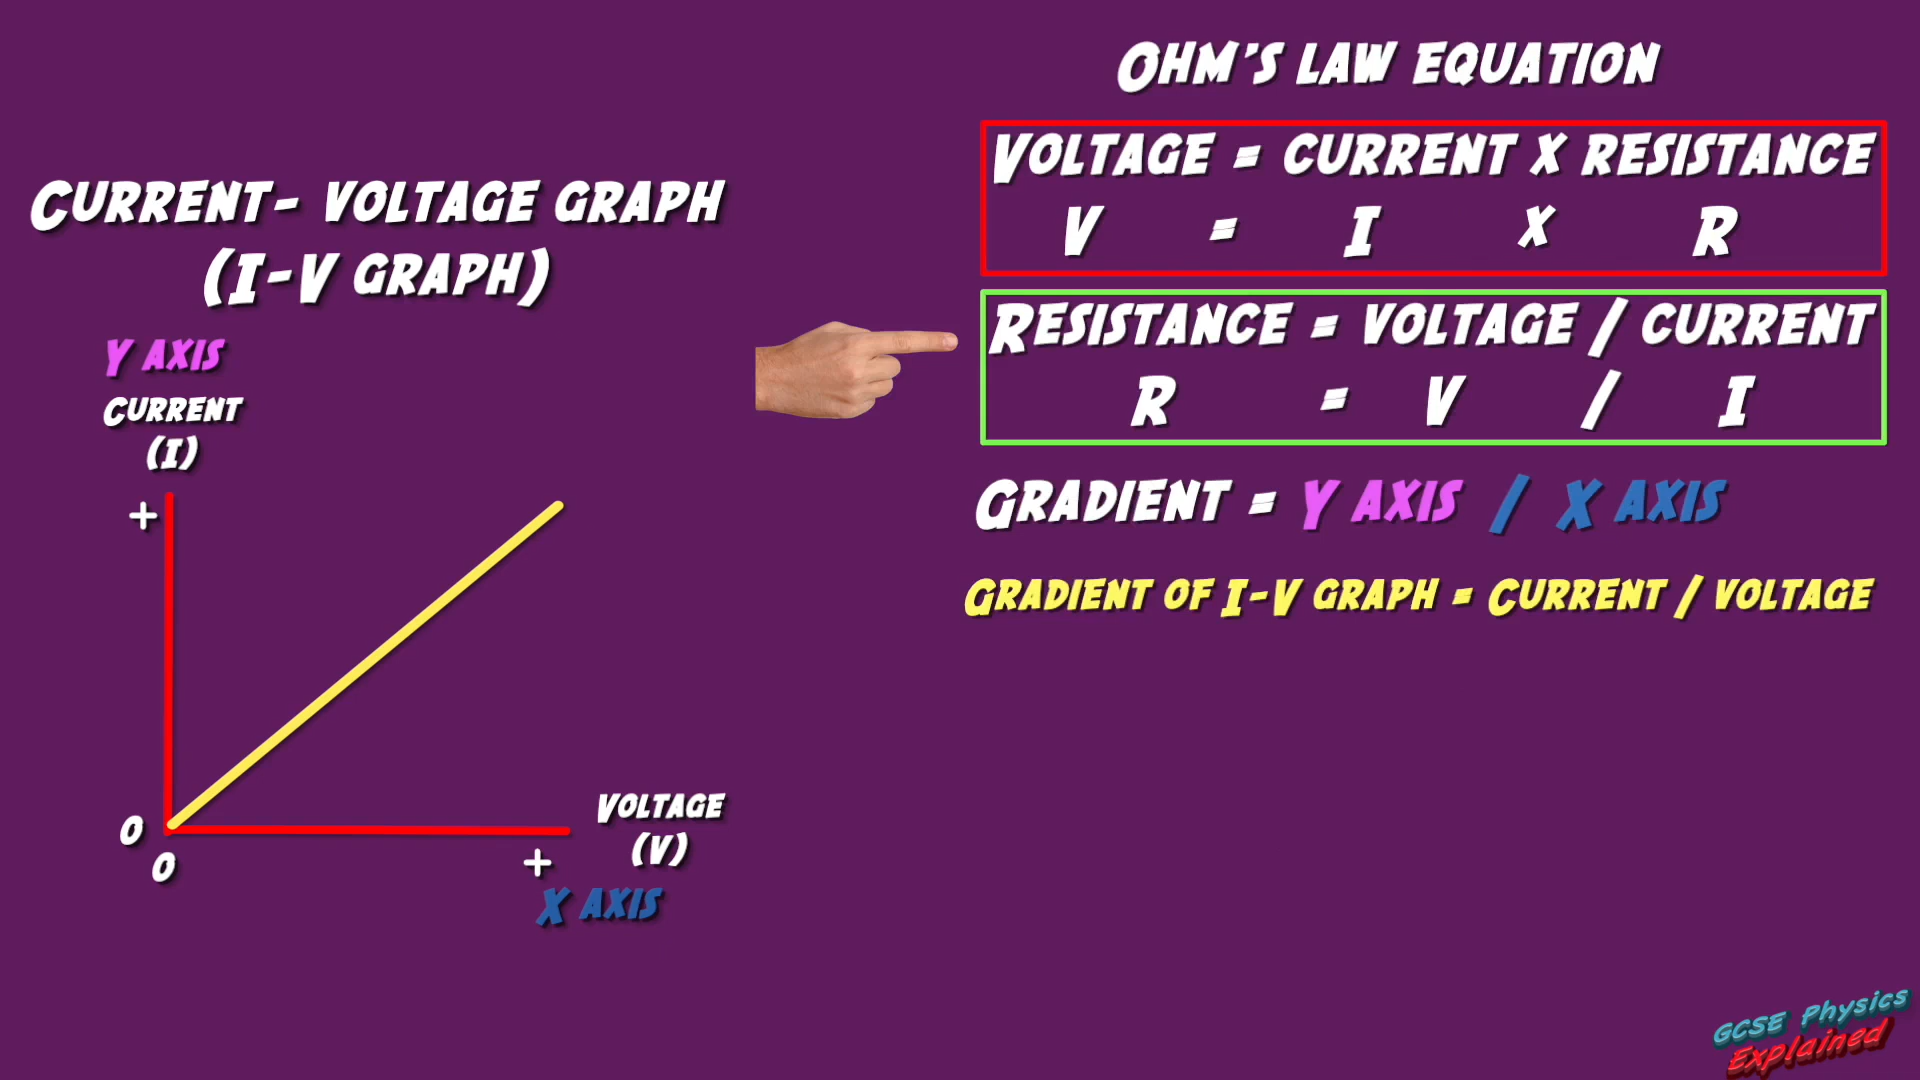 Ohm's law equation
Voltage = current x resistance
V = I x R
Resistance = voltage / current
R = V / I
Gradient = Y axis / X axis
Gradient of I-V graph = Current / voltage
Current- voltage graph
(I-V graph)
Y axis
Current
(I)
+
0
0
+
Voltage
(V)
X axis
GCSE Physics
Explained